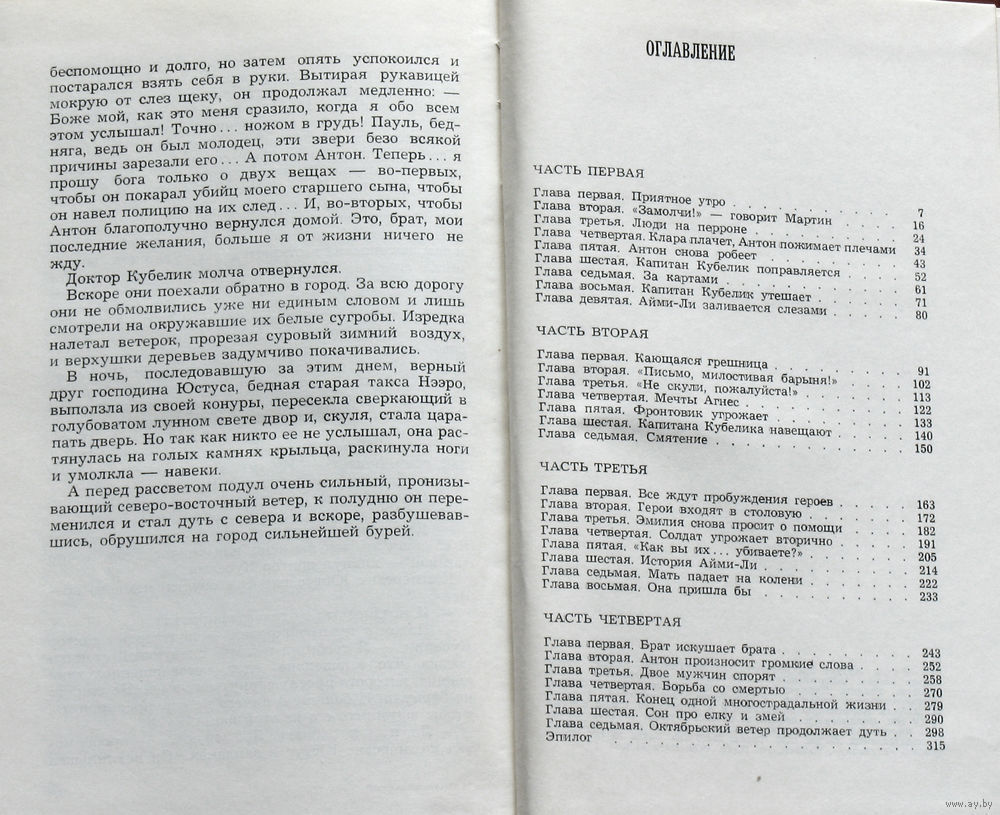 беспомощно и долго, но затем опять успокоился и
постарался взять себя в руки. Вытирая рукавицей
мокрую от слез щеку, он продолжал медленно: —
Боже мой, как это меня сразило, когда я обо всем
этом услышал! Точно... ножом в грудь! Пауль, бед-
няга, ведь он был молодец, эти звери безо всякой
причины зарезали его... А потом Антон. Теперь... я
прошу бога только о двух вещах — во-первых,
чтобы он покарал убийц моего старшего сына, чтобы
он навел полицию на их след... И, во-вторых, чтобы
Антон благополучно вернулся домой. Это, брат, мои
последние желания, больше я от жизни ничего не
жду.
Доктор Кубелик молча отвернулся.
Вскоре они поехали обратно в город. За всю дорогу
они не обмолвились уже ни единым словом и лишь
смотрели на окружавшие их белые сугробы. Изредка
налетал ветерок, прорезая суровый зимний воздух,
и верхушки деревьев задумчиво покачивались.
В ночь, последовавшую за этим днем, верный
друг господина Юстуса, бедная старая такса Нээро,
выползла из своей конуры, пересекла сверкающий в
голубоватом лунном свете двор и, скуля, стала цара-
пать дверь. Но так как никто ее не услышал, она рас-
тянулась на голых камнях крыльца, раскинула ноги
и умолкла — навеки.
А перед рассветом подул очень сильный, пронизы-
вающий северо-восточный ветер, к полудню он пере-
менился и стал дуть с севера и вскоре, разбушевав-
шись, обрушился на город сильнейшей бурей.
ОГЛАВЛЕНИЕ
ЧАСТЬ ПЕРВАЯ
Глава первая. Приятное утро . . . . . . . . . . 7
Глава вторая. «Замолчи!» — говорит Мартин . . . . 16
Глава третья. Люди на перроне . . . . . . . . . 24
Глава четвертая. Клара плачет, Антон пожимает плечами 34
Глава пятая. Антон снова робеет . . . . . . . . 43
Глава шестая. Капитан Кубелик поправляется . . . . 52
Глава седьмая. За картами . . . . . . . . . . 61
Глава восьмая. Капитан Кубелик утешает . . . . . 71
Глава девятая. Айми-Ли заливается слезами . . . . . 80
ЧАСТЬ ВТОРАЯ
Глава первая. Кающаяся грешница . . . . . . . . 91
Глава вторая. «Письмо, милостивая барыня!» . . . . 102
Глава третья. «Не скули, пожалуйста!» . . . . . . 113
Глава четвертая. Мечты Агнес . . . . . . . . . 122
Глава пятая. Фронтовик угрожает . . . . . . . . 133
Глава шестая. Капитана Кубелика навещают . . . . . 140
Глава седьмая. Смятение . . . . . . . . . . . 150
ЧАСТЬ ТРЕТЬЯ
Глава первая. Все ждут пробуждения героев . . . . . 163
Глава вторая. Герои входят в столовую . . . . . . 172
Глава третья. Эмилия снова просит о помощи . . . . 182
Глава четвертая. Солдат угрожает вторично . . . . . 191
Глава пятая. «Как вы их... убиваете?» . . . . . . 205
Глава шестая. История Айми-Ли . . . . . . . . . 214
Глава седьмая. Мать падает на колени . . . . . . 222
Глава восьмая. Она пришла бы . . . . . . . . . 233
ЧАСТЬ ЧЕТВЕРТАЯ
Глава первая. Брат искушает брата . . . . . . . . 243
Глава вторая. Антон произносит громкие слова . . . . 252
Глава третья. Двое мужчин спорят . . . . . . . . 258
Глава четвертая. Борьба со смертью . . . . . . . 270
Глава пятая. Конец одной многострадальной жизни . . 279
Глава шестая. Сон про елку и змей . . . . . . . . 290
Глава седьмая. Октябрьский ветер продолжает дуть . . 298
Эпилог . . . . . . . . . . . . . . . . . 315
www.ay.by